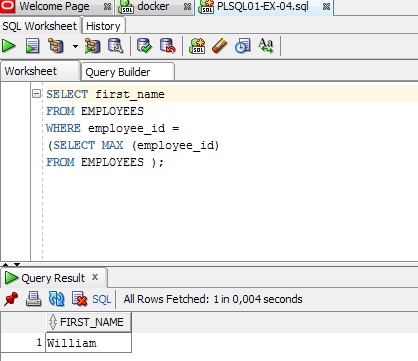 Welcome Page docker PLSQL01-EX-04.sql
SQL Worksheet History
Worksheet Query Builder
SELECT first_name
FROM EMPLOYEES
WHERE employee_id =
(SELECT MAX (employee_id)
FROM EMPLOYEES );
Query Result x
SQL All Rows Fetched: 1 in 0,004 seconds
FIRST_NAME
1 William